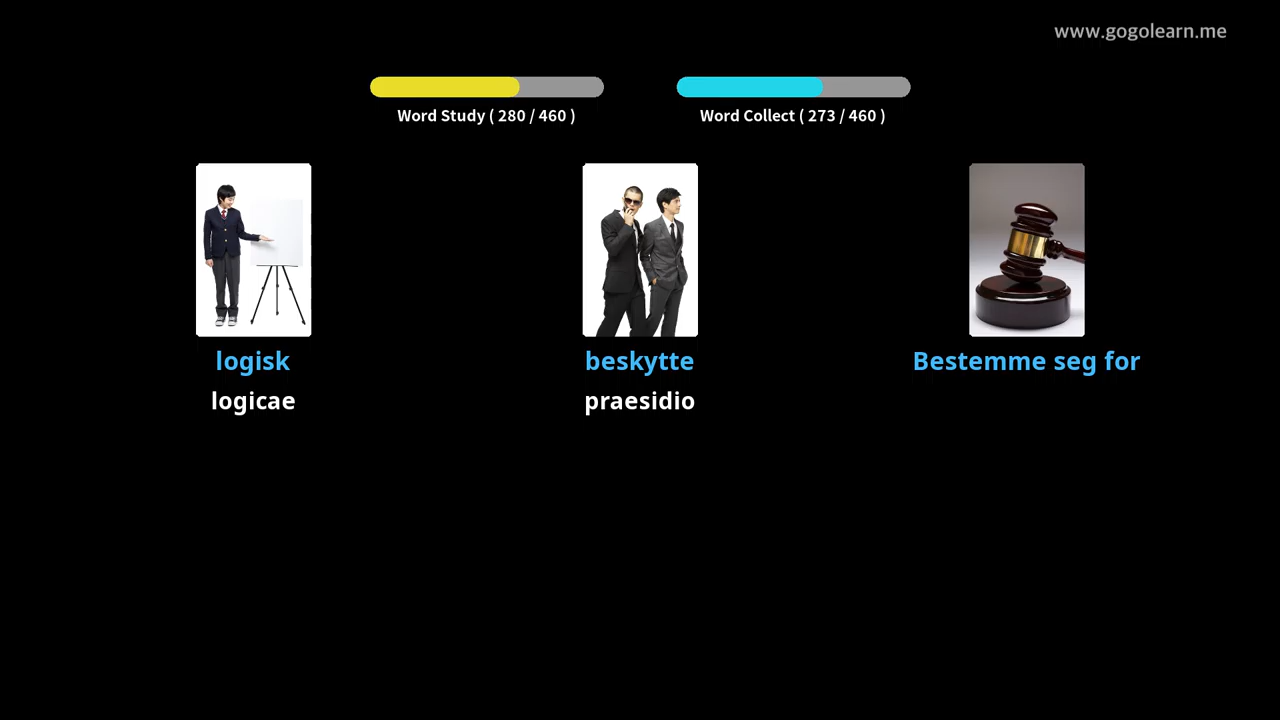 www.gogolearn.me
Word Study ( 280 / 460 )
Word Collect ( 273 / 460 )
logisk
logicae
beskytte
praesidio
Bestemme seg for